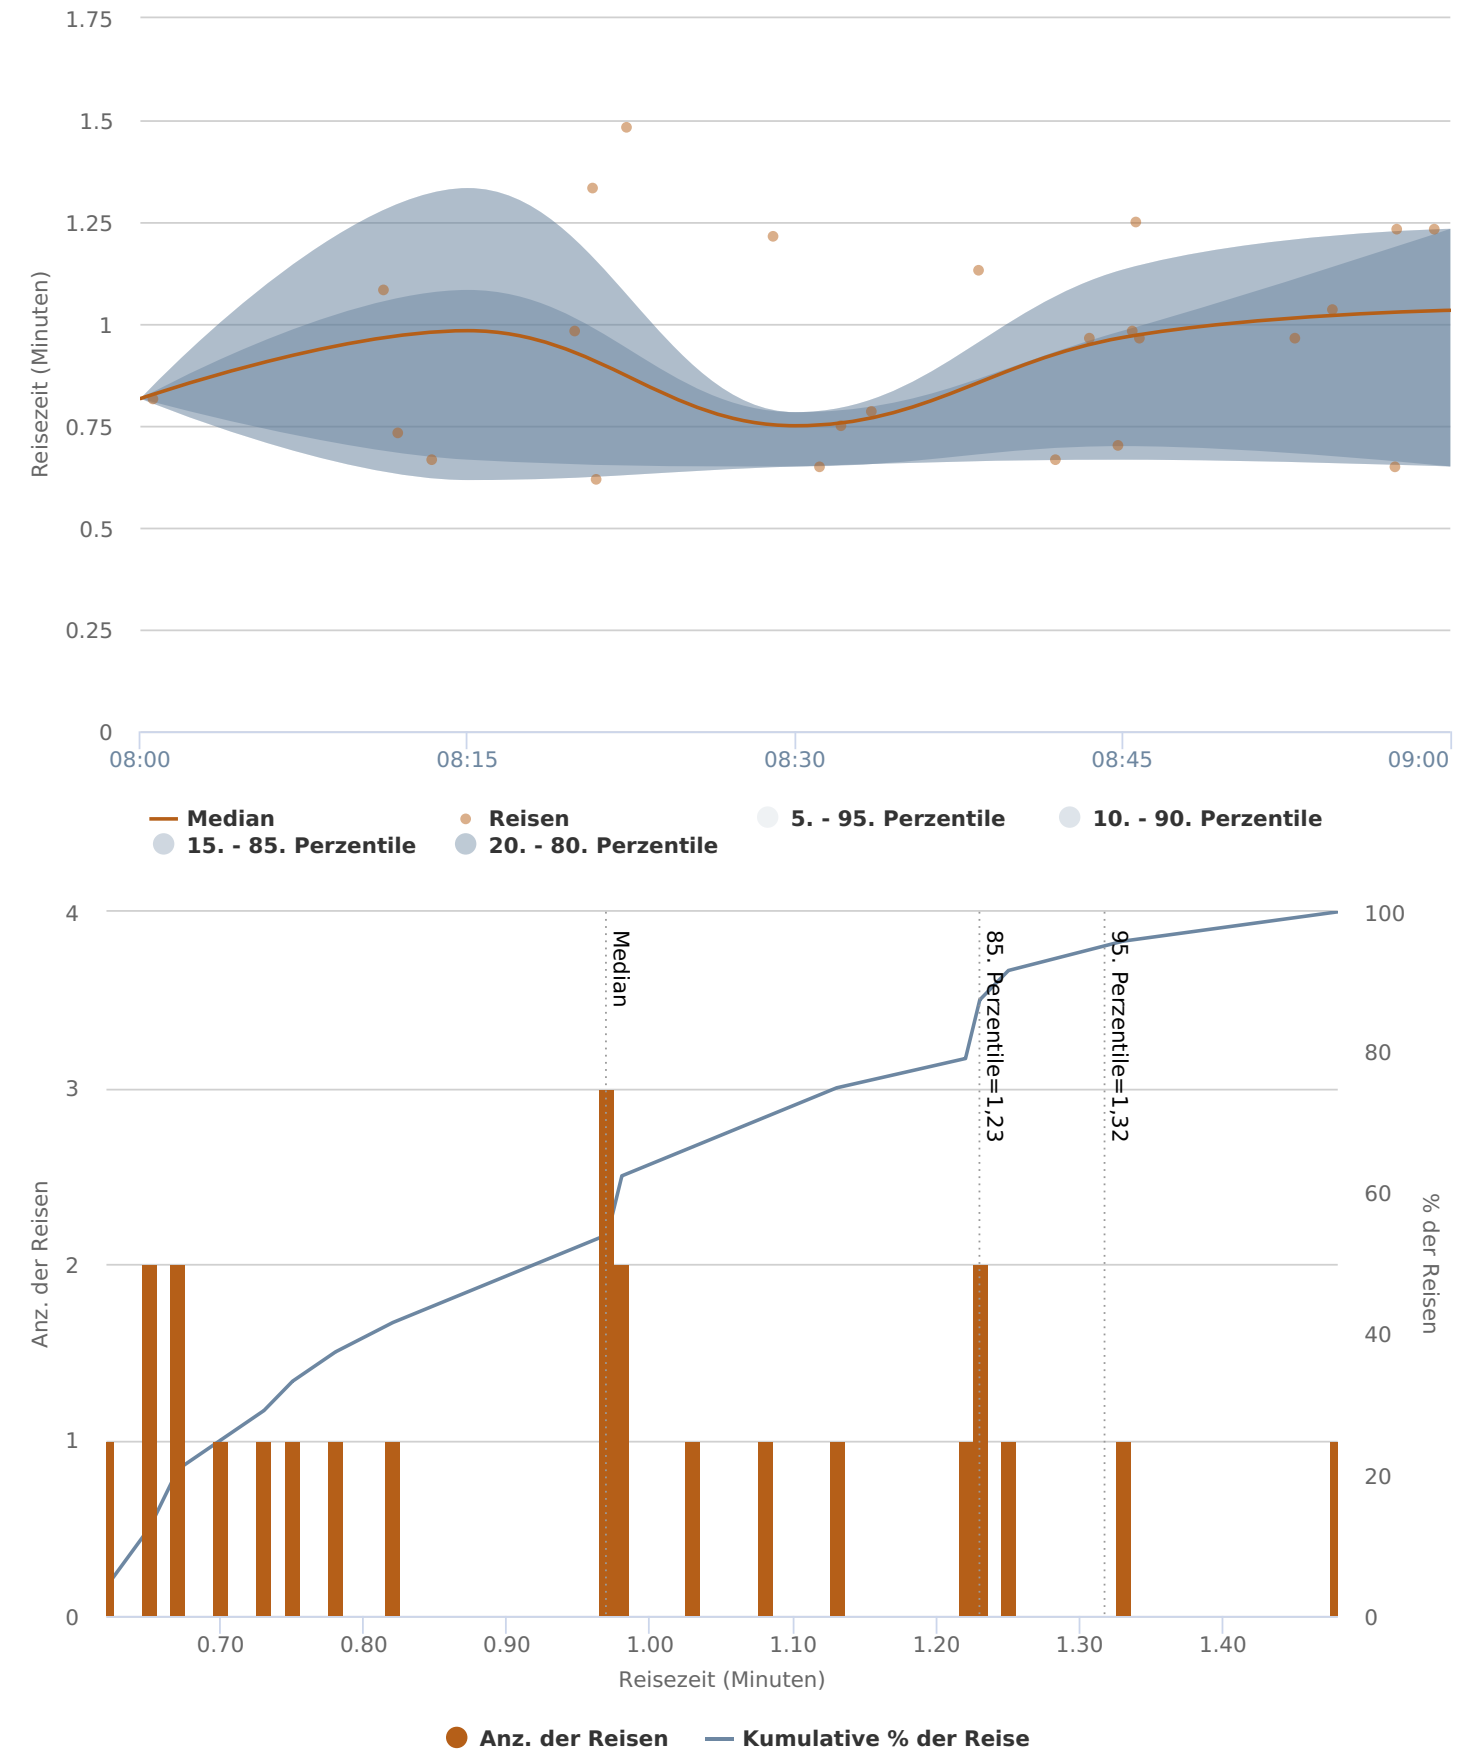 1.75
1.5
1.25
1
0.75
0.5
0.25
0
Reisezeit (Minuten)
08:00 08:15 08:30 08:45 09:00
Median Reisen 5. - 95. Perzentile 10. - 90. Perzentile
15. - 85. Perzentile 20. - 80. Perzentile
4
3
2
1
0
Anz. der Reisen
Median
85. Perzentile=1,23
95. Perzentile=1,32
100
80
60
40
20
0
% der Reisen
0.70 0.80 0.90 1.00 1.10 1.20 1.30 1.40
Reisezeit (Minuten)
Anz. der Reisen Kumulative % der Reise